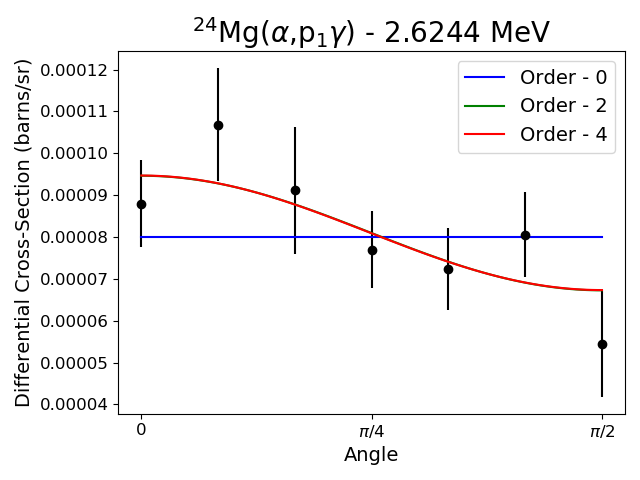 ²⁴Mg(α,p₁γ) - 2.6244 MeV
Differential Cross-Section (barns/sr)
0.00012
0.00011
0.00010
0.00009
0.00008
0.00007
0.00006
0.00005
0.00004
Order - 0
Order - 2
Order - 4
0 π/4 π/2
Angle